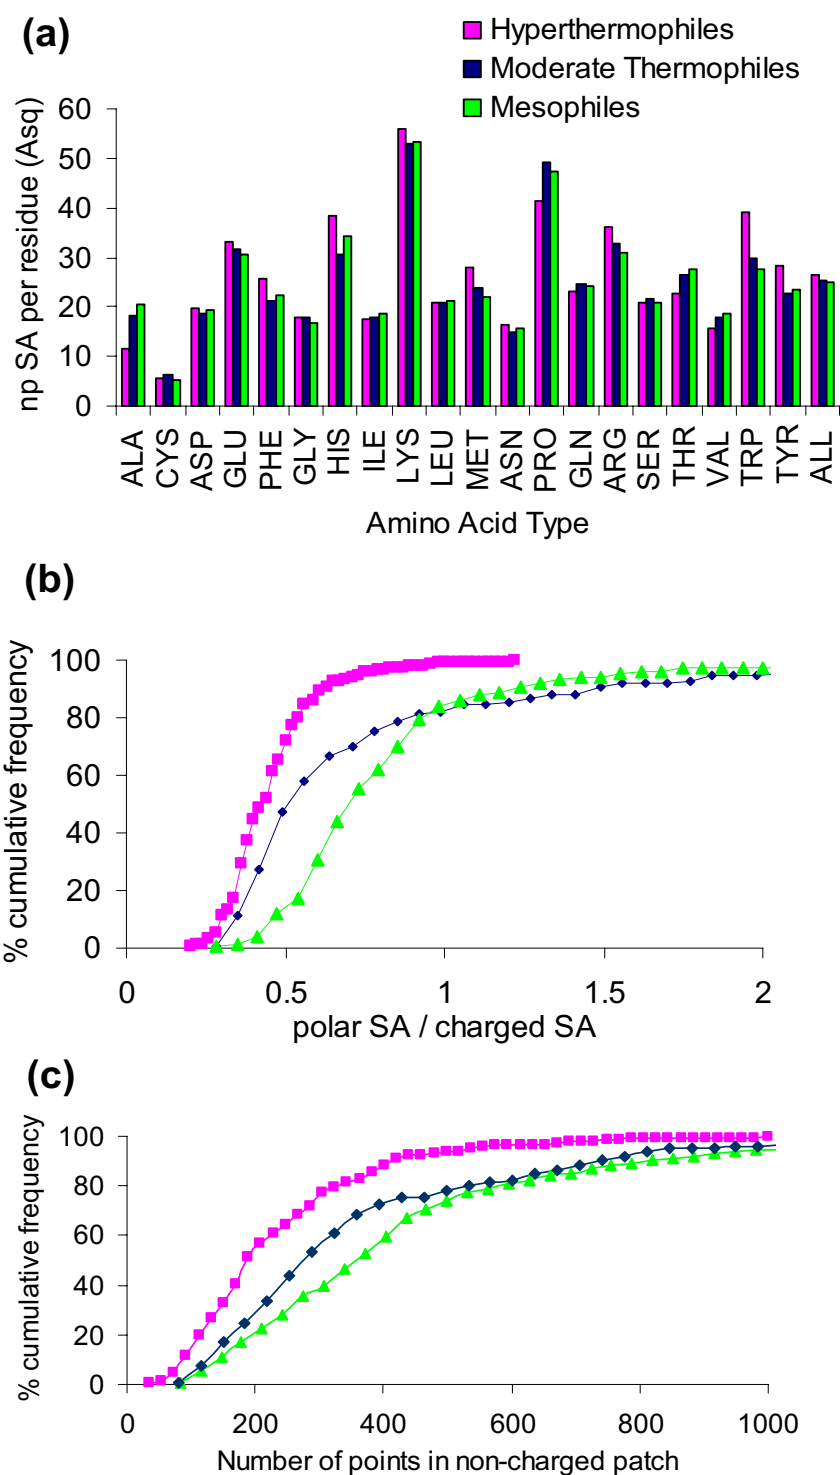 (a)
Hyperthermophiles
Moderate Thermophiles
Mesophiles
np SA per residue (Asq)
60
50
40
30
20
10
0
ALA CYS ASP GLU PHE GLY HIS ILE LYS LEU MET ASN PRO GLN ARG SER THR VAL TRP TYR ALL
Amino Acid Type
(b)
% cumulative frequency
100
80
60
40
20
0
0 0.5 1 1.5 2
polar SA / charged SA
(c)
% cumulative frequency
100
80
60
40
20
0
0 200 400 600 800 1000
Number of points in non-charged patch